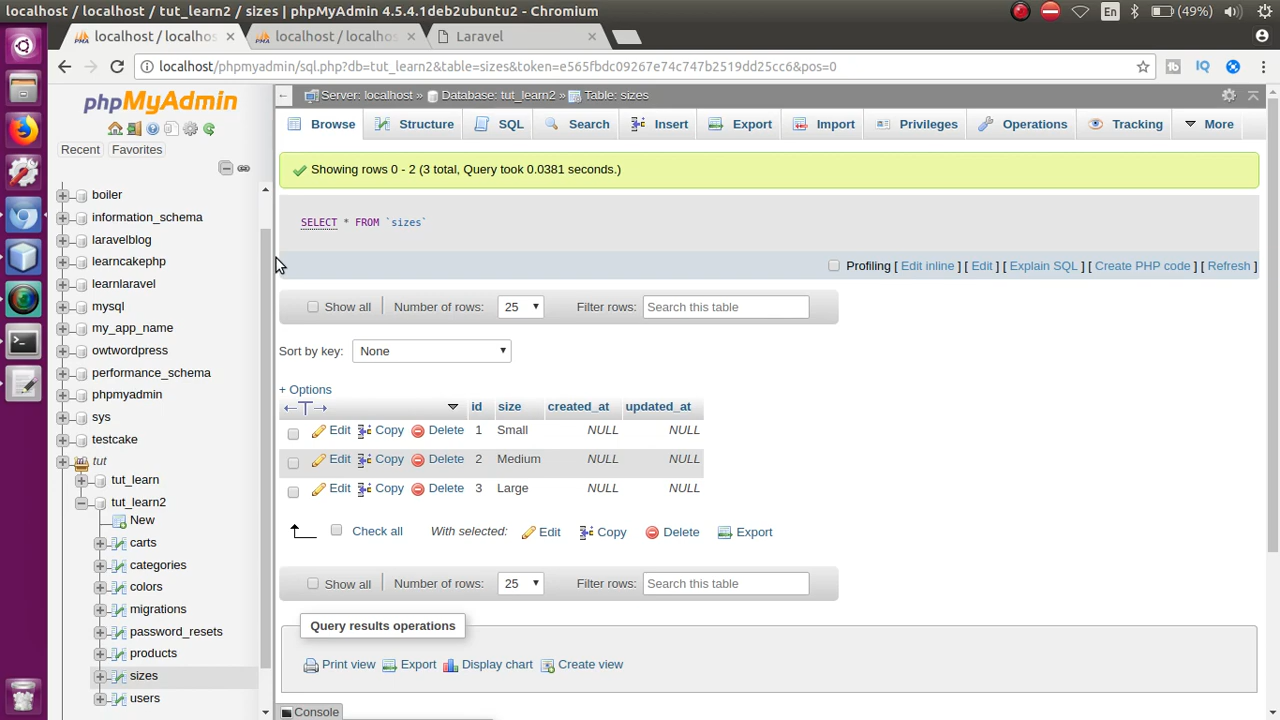 localhost / localhost / tut_learn2 / sizes | phpMyAdmin 4.5.4.1deb2ubuntu2 - Chromium
En (49%)
localhost / localhos
localhost / localhos
Laravel
localhost/phpmyadmin/sql.php?db=tut_learn2&table=sizes&token=e565fbdc09267e74c747925f9dd25cc6&pos=0
phpMyAdmin
Recent Favorites
boiler
information_schema
laravelblog
learncakephp
learnlaravel
mysql
my_app_name
owtwordpress
performance_schema
phpmyadmin
sys
testcake
tut
tut_learn
tut_learn2
New
carts
categories
colors
migrations
password_resets
products
sizes
users
Server: localhost » Database: tut_learn2 » Table: sizes
Browse Structure SQL Search Insert Export Import Privileges Operations Tracking More
Showing rows 0 - 2 (3 total, Query took 0.0381 seconds.)
SELECT * FROM `sizes`
Profiling [ Edit inline ] [ Edit ] [ Explain SQL ] [ Create PHP code ] [ Refresh ]
Show all Number of rows: 25 Filter rows: Search this table
Sort by key: None
+ Options
←T→ id size created_at updated_at
Edit Copy Delete 1 Small NULL NULL
Edit Copy Delete 2 Medium NULL NULL
Edit Copy Delete 3 Large NULL NULL
Check all With selected: Edit Copy Delete Export
Show all Number of rows: 25 Filter rows: Search this table
Query results operations
Print view Export Display chart Create view
Console